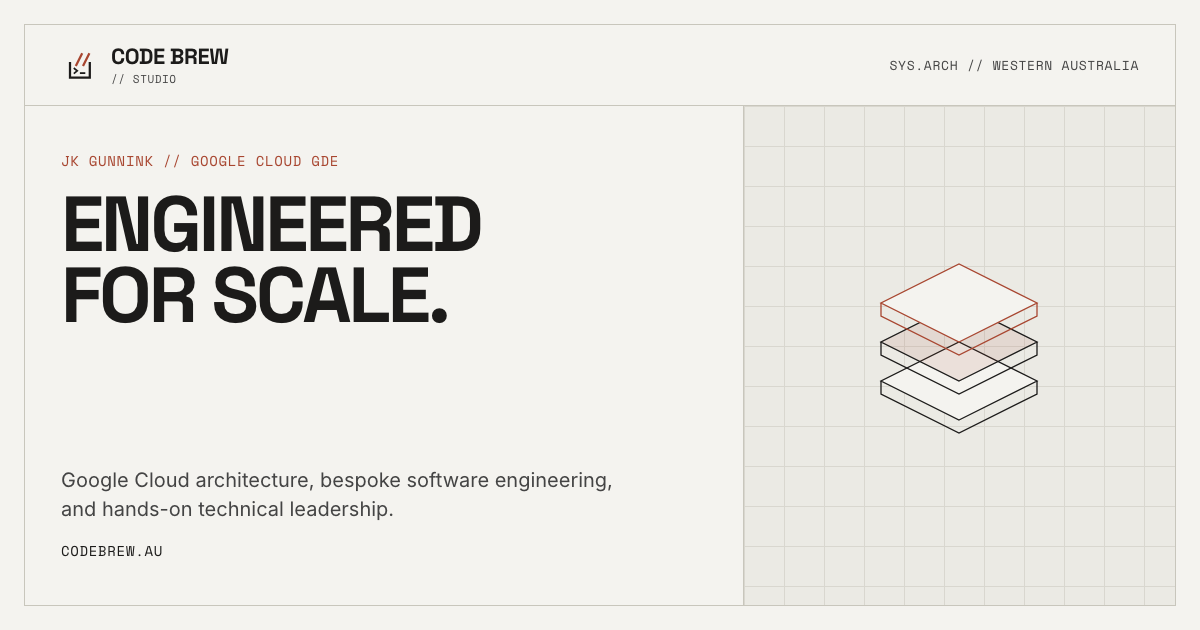 CODE BREW
// STUDIO
SYS.ARCH // WESTERN AUSTRALIA
JK GUNNINK // GOOGLE CLOUD GDE
ENGINEERED
FOR SCALE.
Google Cloud architecture, bespoke software engineering,
and hands-on technical leadership.
CODEBREW.AU